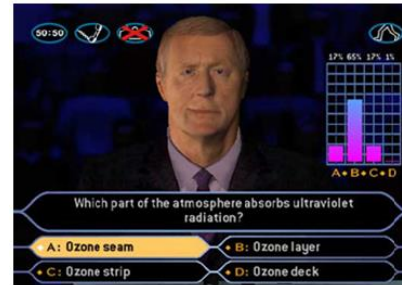 50:50
17% 65% 17% 1%
A♦B♦C♦D
Which part of the atmosphere absorbs ultraviolet
radiation?
♦ A: Ozone seam
♦ B: Ozone layer
♦ C: Ozone strip
♦ D: Ozone deck